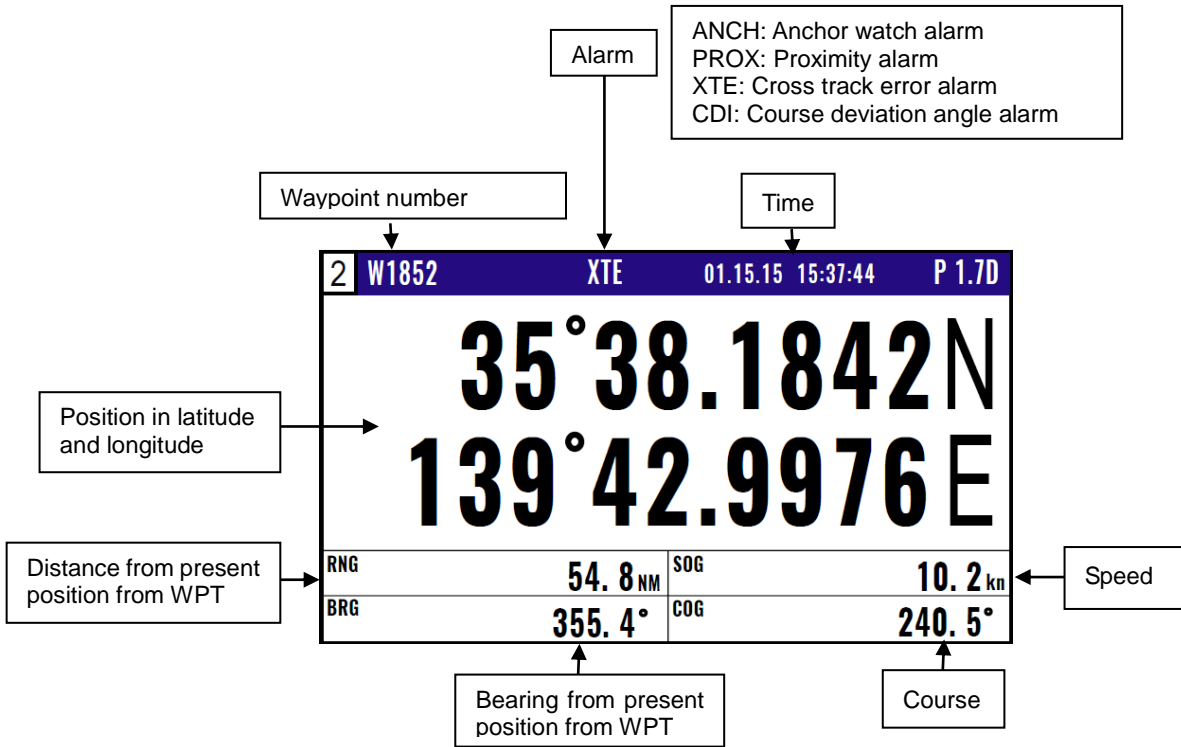 ANCH: Anchor watch alarm
PROX: Proximity alarm
XTE: Cross track error alarm
CDI: Course deviation angle alarm
Alarm
Waypoint number
Time
2 W1852 XTE 01.15.15 15:37:44 P 1.7D
35°38.1842N
139°42.9976E
Position in latitude
and longitude
RNG 54.8NM SOG 10.2kn
BRG 355.4° COG 240.5°
Distance from present
position from WPT
Speed
Bearing from present
position from WPT
Course